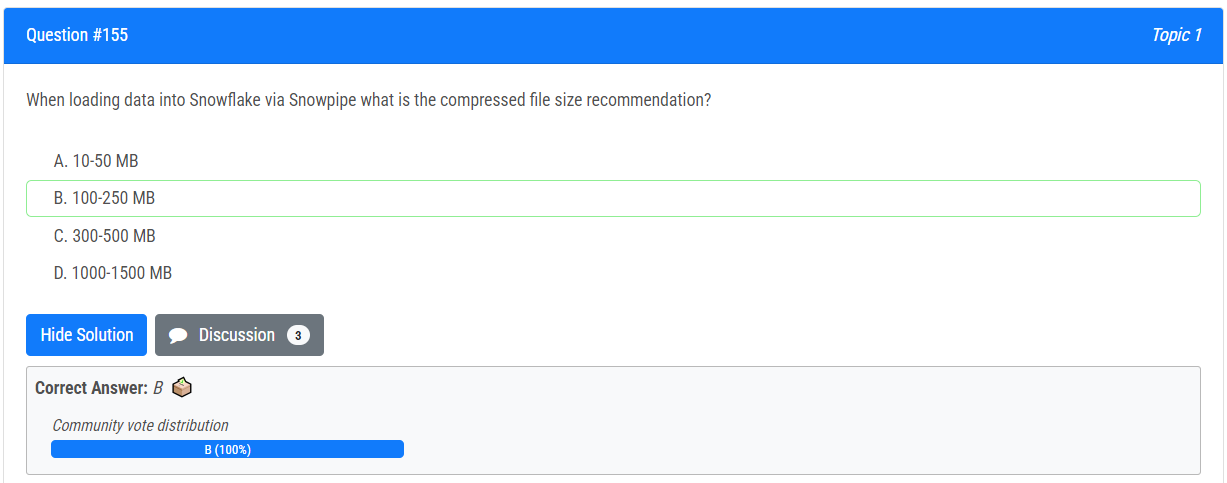 Question #155
Topic 1
When loading data into Snowflake via Snowpipe what is the compressed file size recommendation?
A. 10-50 MB
B. 100-250 MB
C. 300-500 MB
D. 1000-1500 MB
Hide Solution
Discussion 3
Correct Answer: B
Community vote distribution
B (100%)